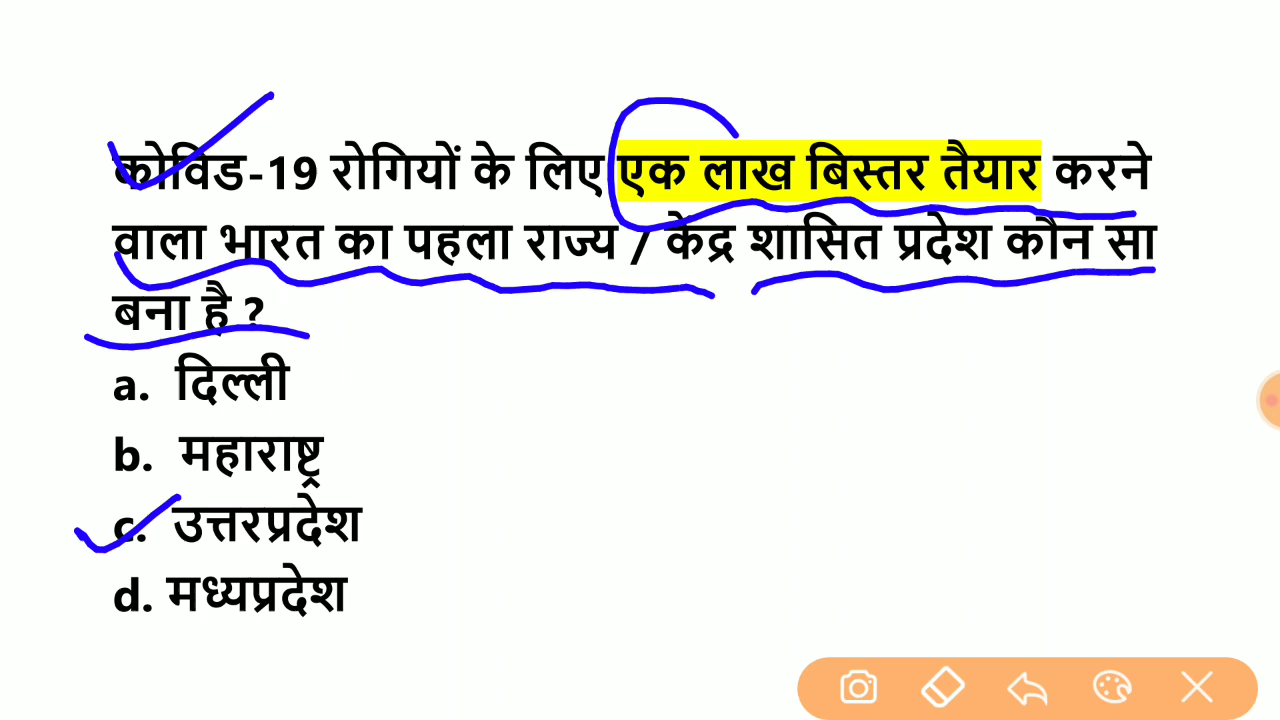 कोविड-19 रोगियों के लिए एक लाख बिस्तर तैयार करने
वाला भारत का पहला राज्य / केंद्र शासित प्रदेश कौन सा
बना है ?
a. दिल्ली
b. महाराष्ट्र
c. उत्तरप्रदेश
d. मध्यप्रदेश